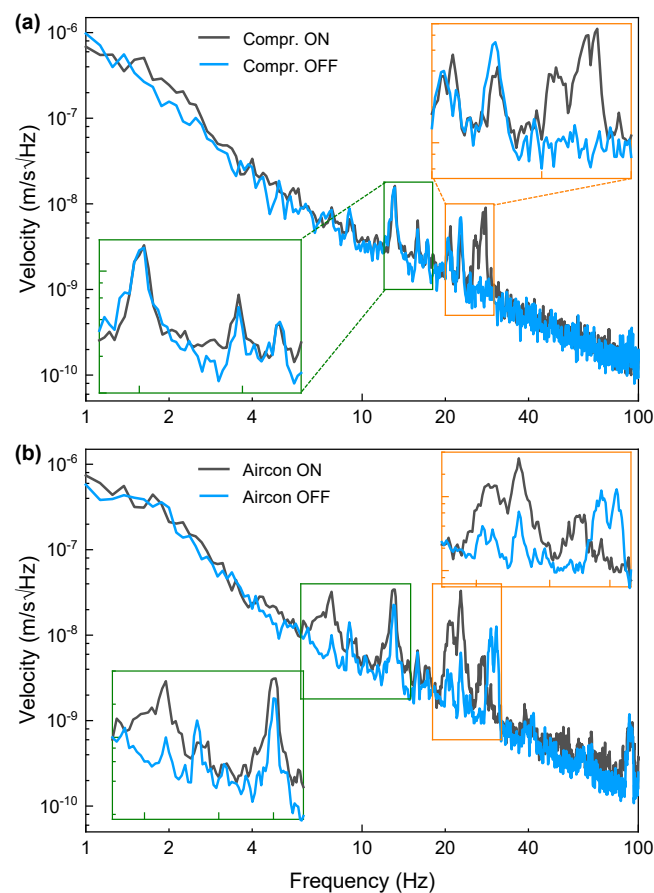 (a)
Compr. ON
Compr. OFF
Velocity (m/s√Hz)
10⁻⁶
10⁻⁷
10⁻⁸
10⁻⁹
10⁻¹⁰
1 2 4 10 20 40 100
(b)
Aircon ON
Aircon OFF
Velocity (m/s√Hz)
10⁻⁶
10⁻⁷
10⁻⁸
10⁻⁹
10⁻¹⁰
1 2 4 10 20 40 100
Frequency (Hz)